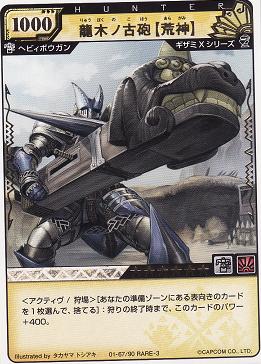 HUNTER
1000
りゅうぼくのこほう あらがみ
龍木ノ古砲【荒神】
ヘビィボウガン
ギザミXシリーズ
<アクティヴ / 狩場>[あなたの準備ゾーンにある表向きのカード
を1枚選んで、捨てる]:狩りの終了時まで、このカードのパワー
+400。
Illustrated by タカヤマ トシアキ
01-67/90 RARE-3
©CAPCOM CO., LTD.